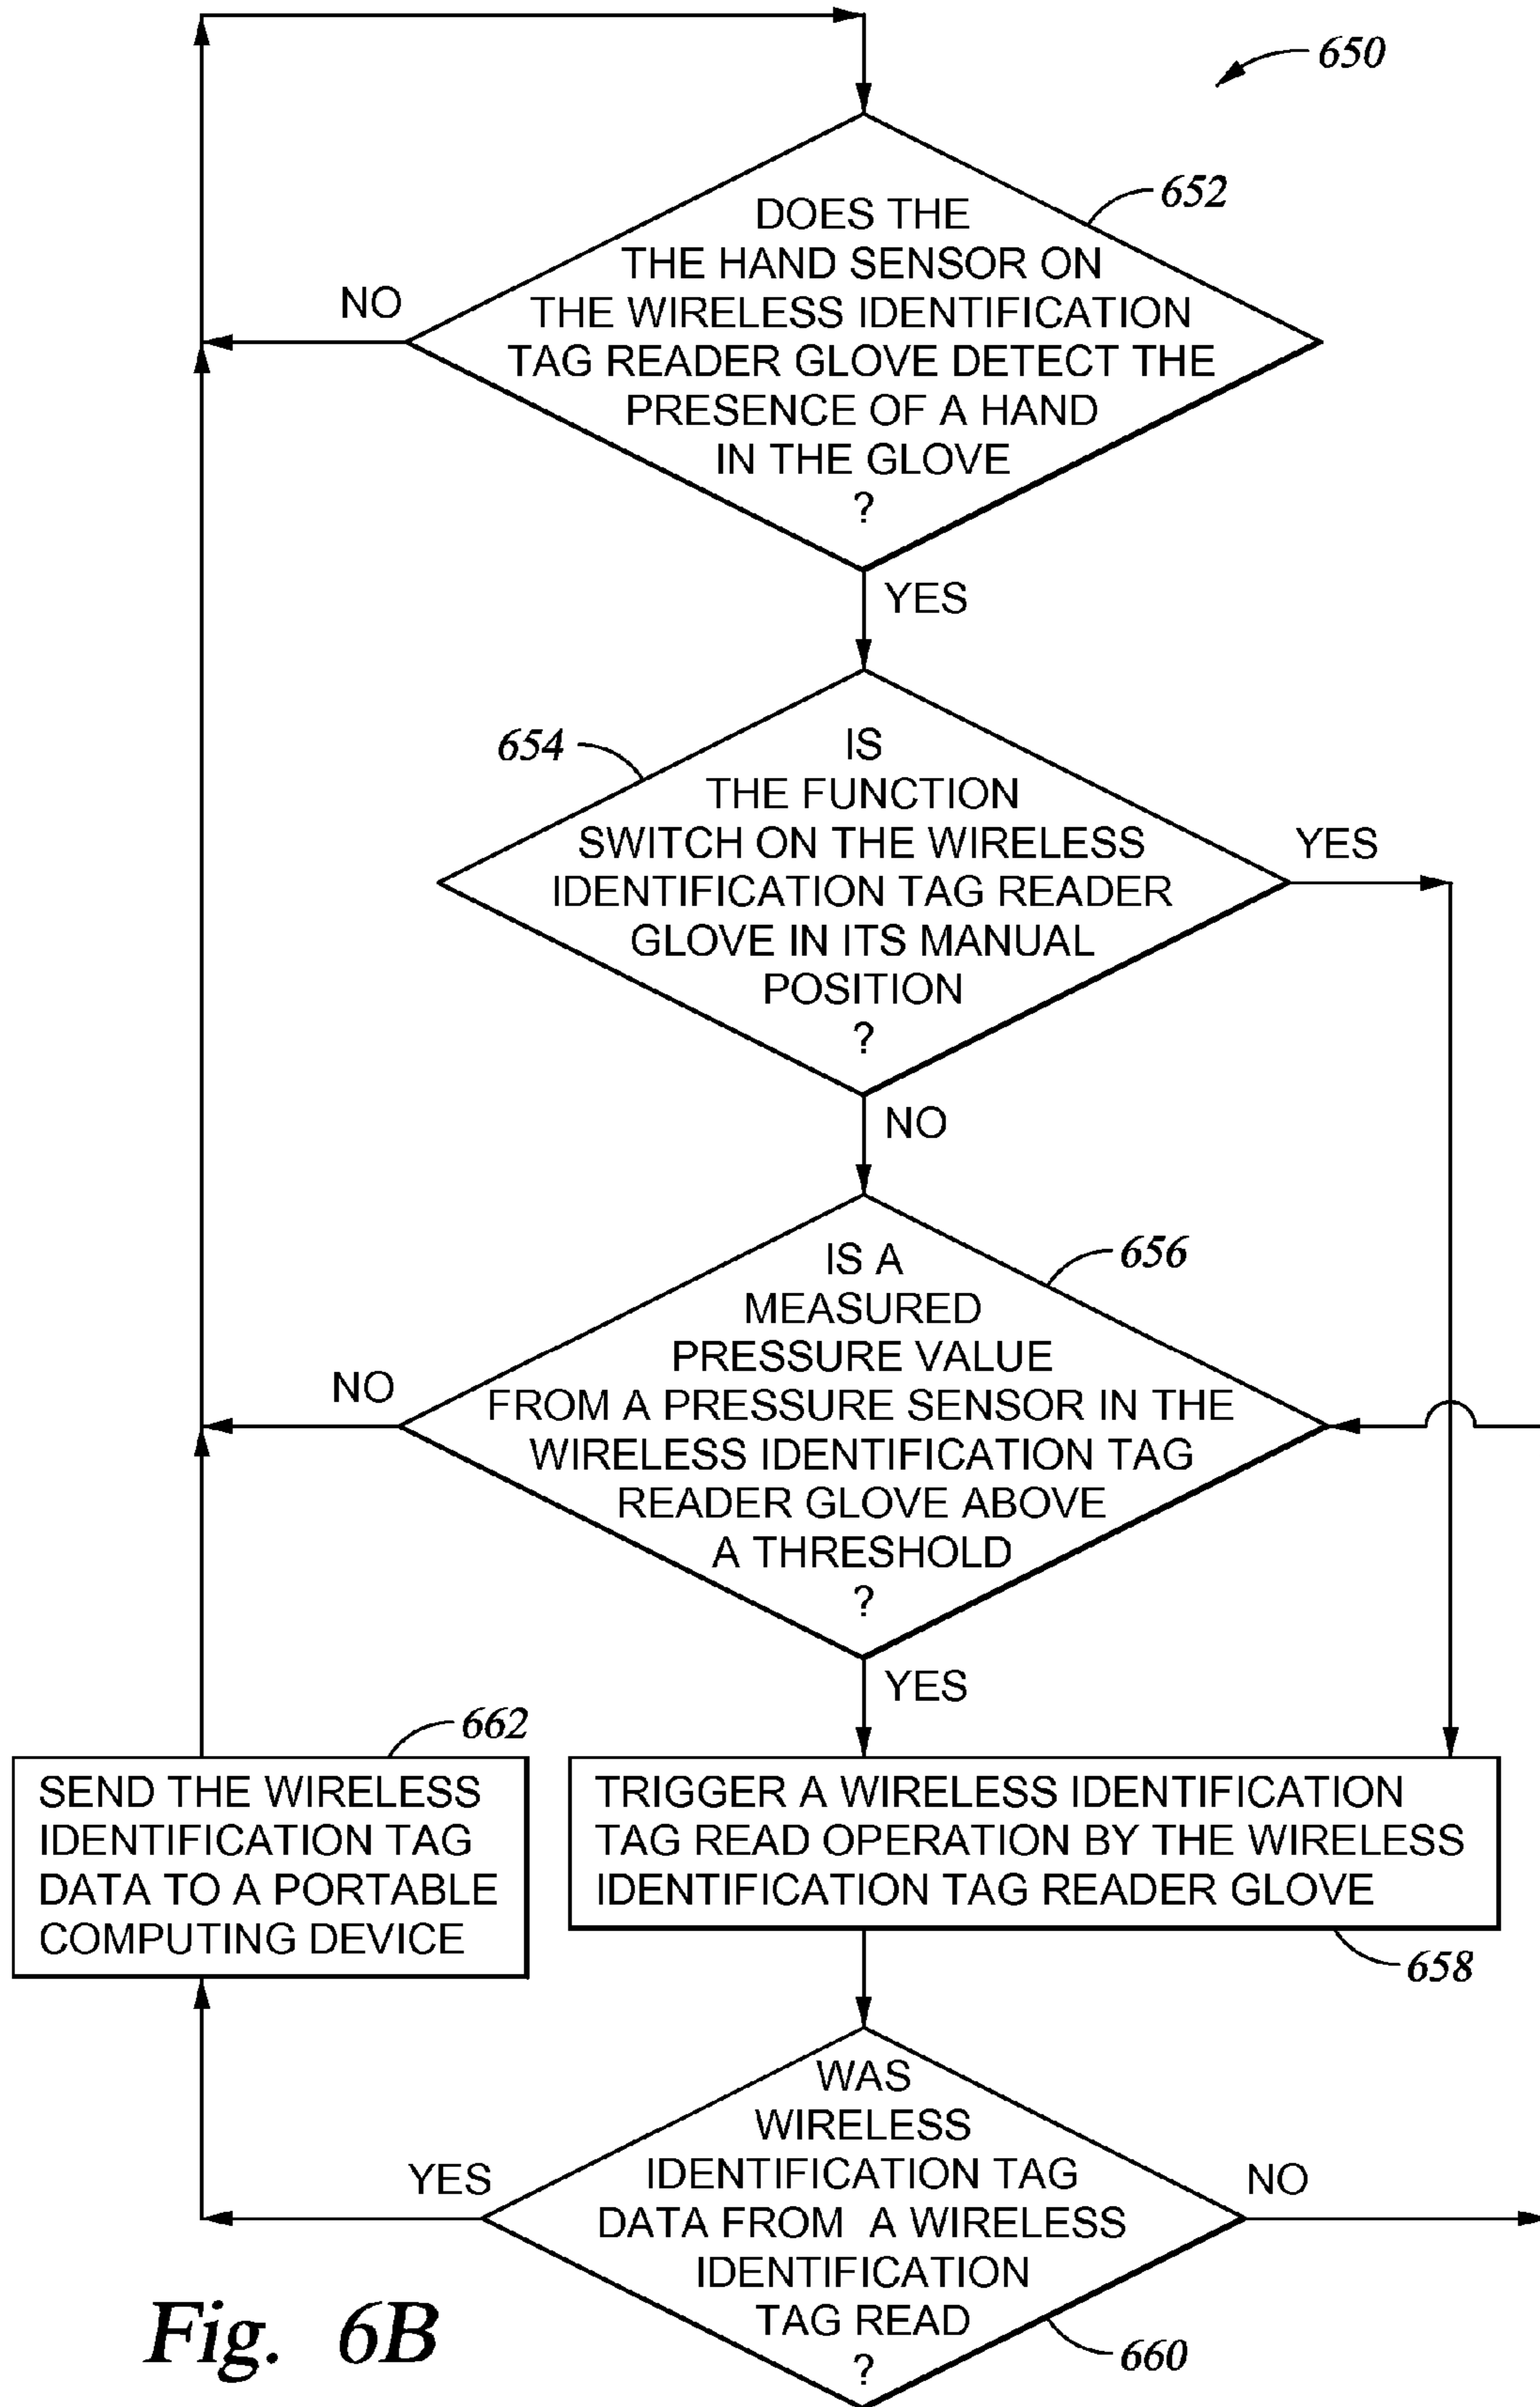 650
652
DOES THE
THE HAND SENSOR ON
THE WIRELESS IDENTIFICATION
TAG READER GLOVE DETECT THE
PRESENCE OF A HAND
IN THE GLOVE
?
NO
YES
654
IS
THE FUNCTION
SWITCH ON THE WIRELESS
IDENTIFICATION TAG READER
GLOVE IN ITS MANUAL
POSITION
?
YES
NO
656
IS A
MEASURED
PRESSURE VALUE
FROM A PRESSURE SENSOR IN THE
WIRELESS IDENTIFICATION TAG
READER GLOVE ABOVE
A THRESHOLD
?
NO
YES
662
SEND THE WIRELESS
IDENTIFICATION TAG
DATA TO A PORTABLE
COMPUTING DEVICE
TRIGGER A WIRELESS IDENTIFICATION
TAG READ OPERATION BY THE WIRELESS
IDENTIFICATION TAG READER GLOVE
658
WAS
WIRELESS
IDENTIFICATION TAG
DATA FROM A WIRELESS
IDENTIFICATION
TAG READ
?
YES
NO
660
Fig. 6B